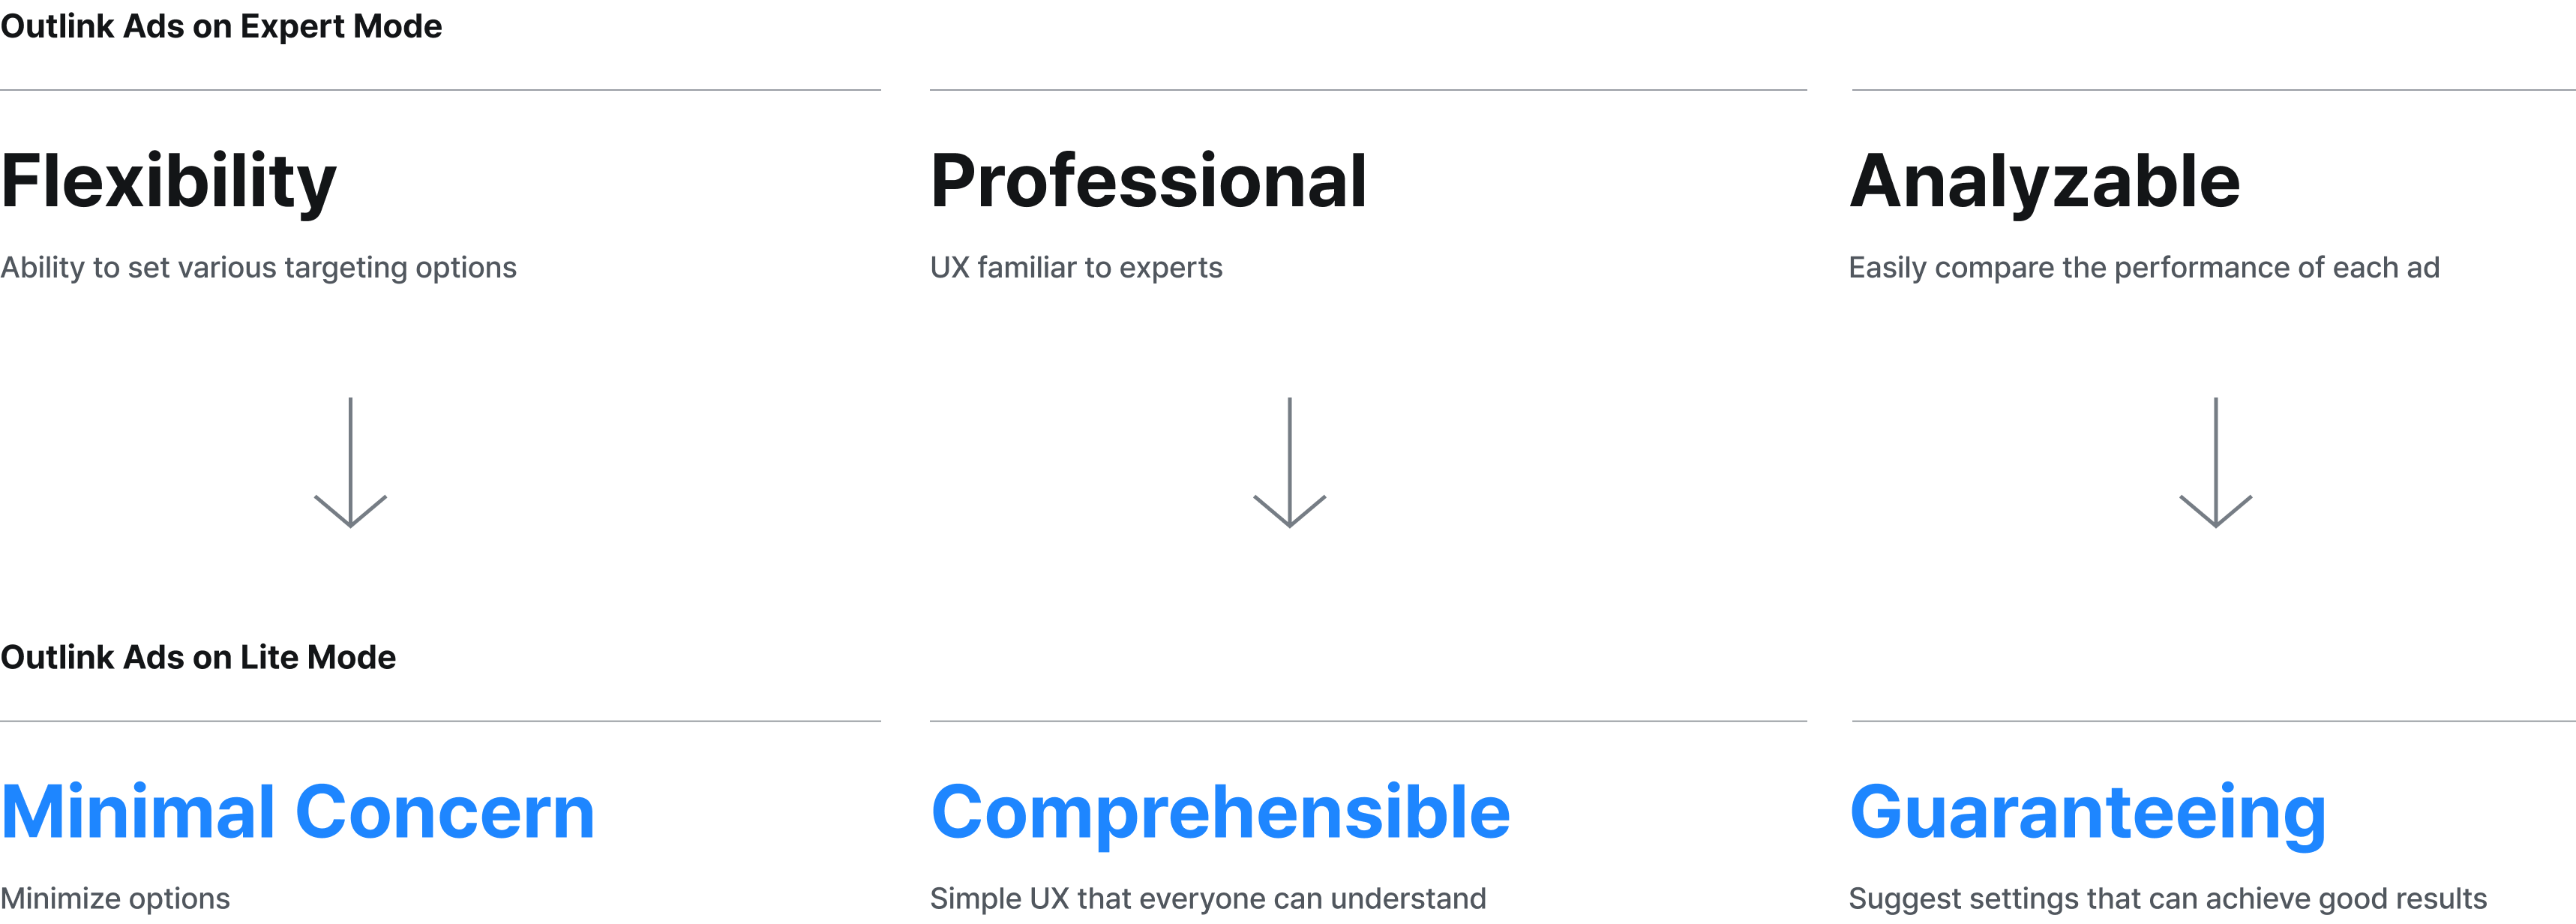 Outlink Ads on Expert Mode
Flexibility
Ability to set various targeting options
Professional
UX familiar to experts
Analyzable
Easily compare the performance of each ad
Outlink Ads on Lite Mode
Minimal Concern
Minimize options
Comprehensible
Simple UX that everyone can understand
Guaranteeing
Suggest settings that can achieve good results